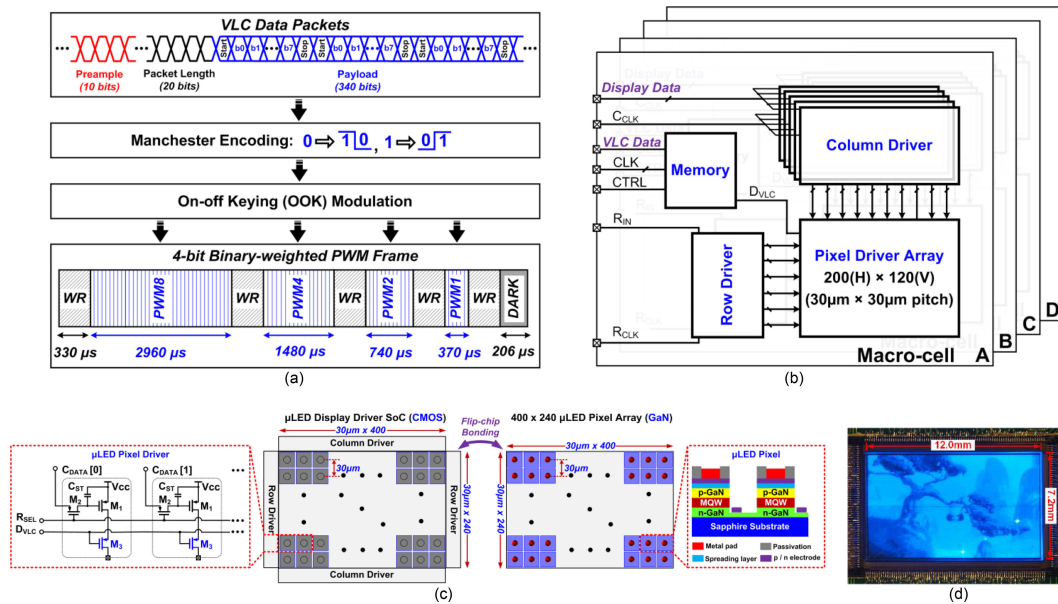 VLC Data Packets
Start b0 b1 b7 Stop Start b0 b1 b7 Stop Start b0 b1 b7 Stop
Preample
(10 bits)
Packet Length
(20 bits)
Payload
(340 bits)
Manchester Encoding: 0 ⇨ 1 0 , 1 ⇨ 0 1
On-off Keying (OOK) Modulation
4-bit Binary-weighted PWM Frame
WR PWM8 WR PWM4 WR PWM2 WR PWM1 WR DARK
330 µs 2960 µs 1480 µs 740 µs 370 µs 206 µs
(a)
Display Data
CCLK
VLC Data
CLK
CTRL
RIN
RCLK
Memory
DVLC
Column Driver
Row Driver
Pixel Driver Array
200(H) × 120(V)
(30µm × 30µm pitch)
Macro-cell A
B
C
D
(b)
µLED Display Driver SoC (CMOS)
30µm x 400
Column Driver
Row Driver
30µm
Row Driver
30µm x 240
Column Driver
Flip-chip
Bonding
400 x 240 µLED Pixel Array (GaN)
30µm x 400
30µm
30µm x 240
µLED Pixel Driver
CDATA [0] CDATA [1]
CST Vcc CST Vcc
M2 M1 M2 M1
RSEL
DVLC
M3 M3
µLED Pixel
p-GaN p-GaN
MQW MQW
n-GaN n-GaN
Sapphire Substrate
Metal pad Passivation
Spreading layer p / n electrode
(c)
12.0mm
7.2mm
(d)